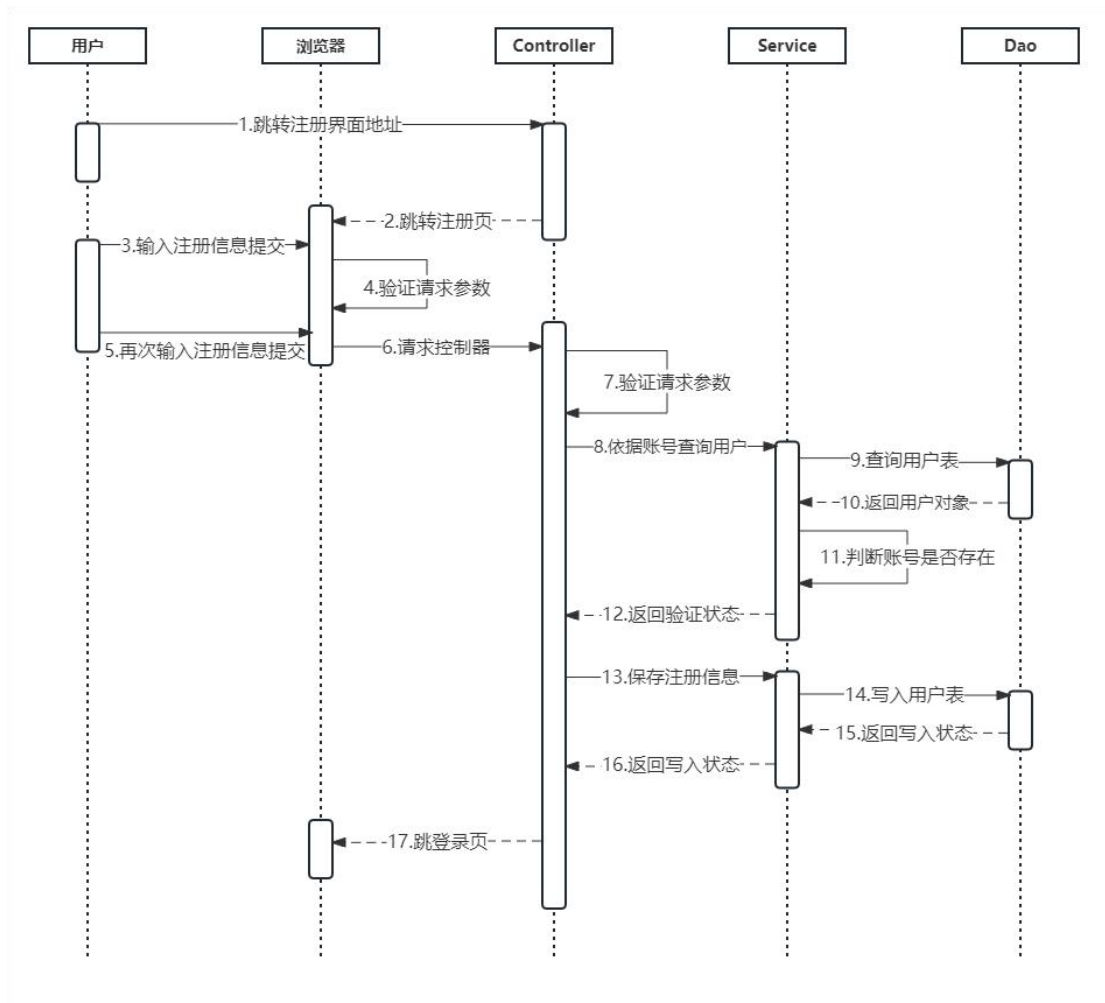 用户
浏览器
Controller
Service
Dao
1.跳转注册界面地址
2.跳转注册页
3.输入注册信息提交
4.验证请求参数
5.再次输入注册信息提交
6.请求控制器
7.验证请求参数
8.依据账号查询用户
9.查询用户表
10.返回用户对象
11.判断账号是否存在
12.返回验证状态
13.保存注册信息
14.写入用户表
15.返回写入状态
16.返回写入状态
17.跳登录页